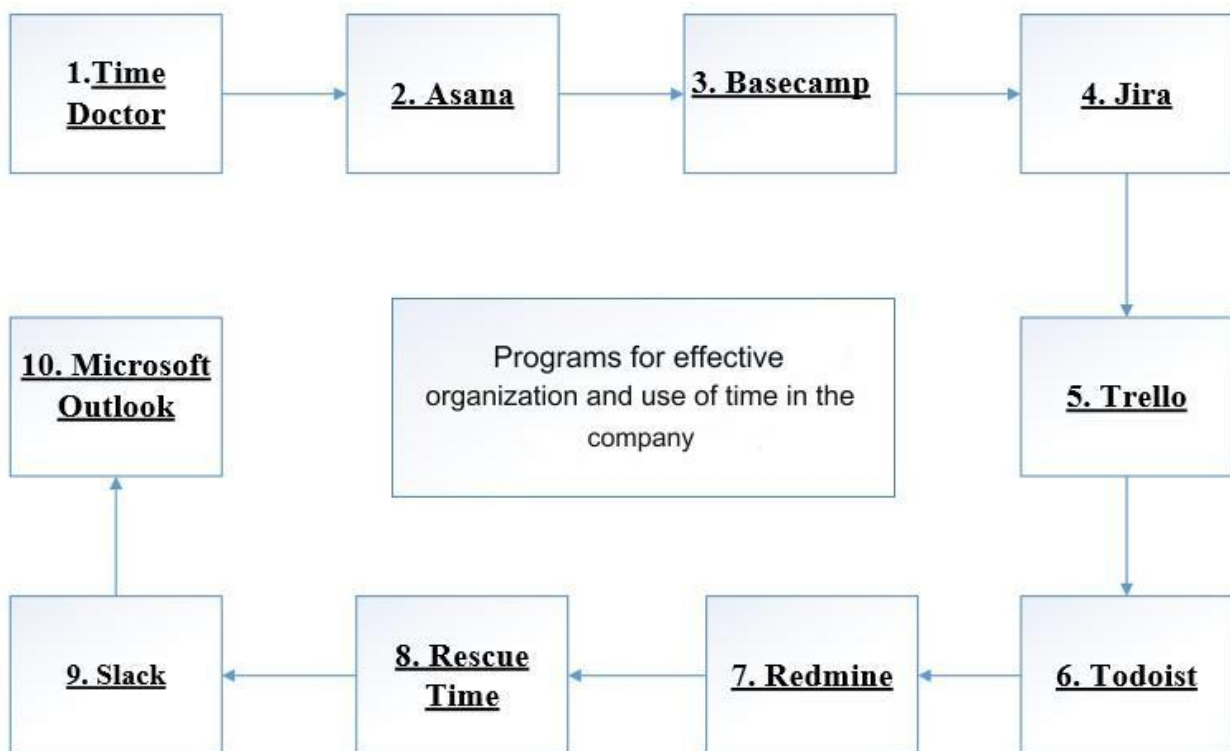 1.Time
Doctor
2. Asana
3. Basecamp
4. Jira
10. Microsoft
Outlook
Programs for effective
organization and use of time in the
company
5. Trello
9. Slack
8. Rescue
Time
7. Redmine
6. Todoist